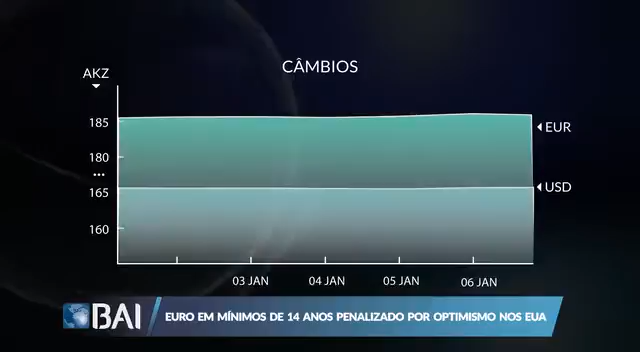 CÂMBIOS
AKZ
185
EUR
180
...
165
USD
160
03 JAN 04 JAN 05 JAN 06 JAN
BAI
EURO EM MÍNIMOS DE 14 ANOS PENALIZADO POR OPTIMISMO NOS EUA